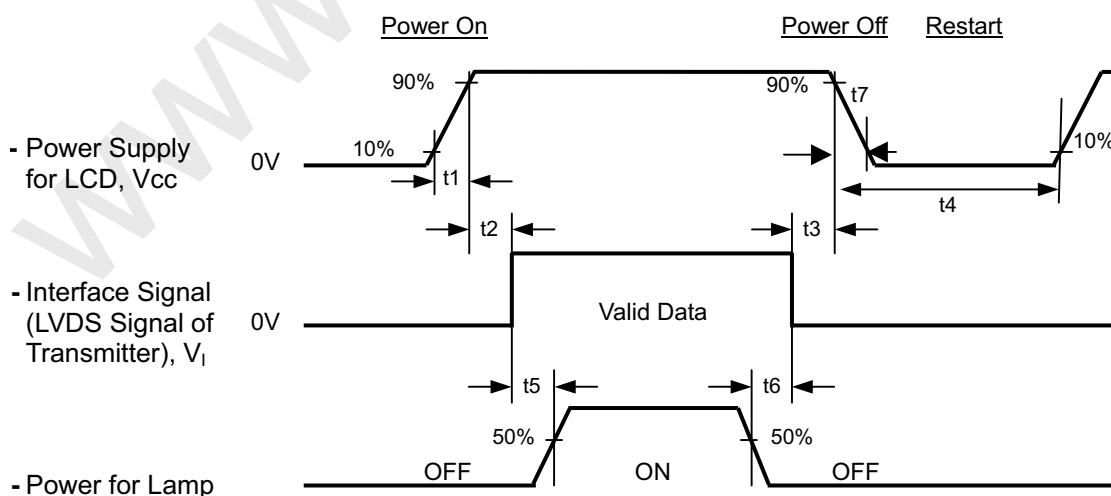 Power On
Power Off
Restart
90%
90%
t7
- Power Supply
for LCD, Vcc
0V
10%
10%
t1
t4
t2
t3
- Interface Signal
(LVDS Signal of
Transmitter), VI
0V
Valid Data
t5
t6
50%
50%
- Power for Lamp
OFF
ON
OFF